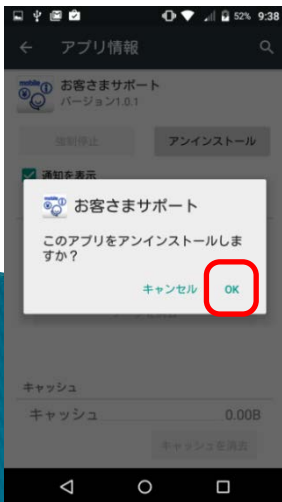 52% 9:38
アプリ情報
mobile
お客さまサポート
バージョン1.0.1
強制停止 アンインストール
通知を表示
お客さまサポート
このアプリをアンインストールしま
すか？
キャンセル OK
キャッシュ
キャッシュ 0.00B
キャッシュを消去